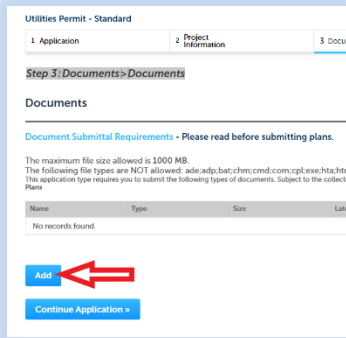 Utilities Permit - Standard
1 Application
2 Project Information
3 Docu
Step 3:Documents>Documents
Documents
Document Submittal Requirements - Please read before submitting plans.
The maximum file size allowed is 1000 MB.
The following file types are NOT allowed: ade;adp;bat;chm;cmd;com;cpl;exe;hta;ht
This application type requires you to submit the following types of documents. Subject to the collect
Plans
Name Type Size Late
No records found.
Add
Continue Application »